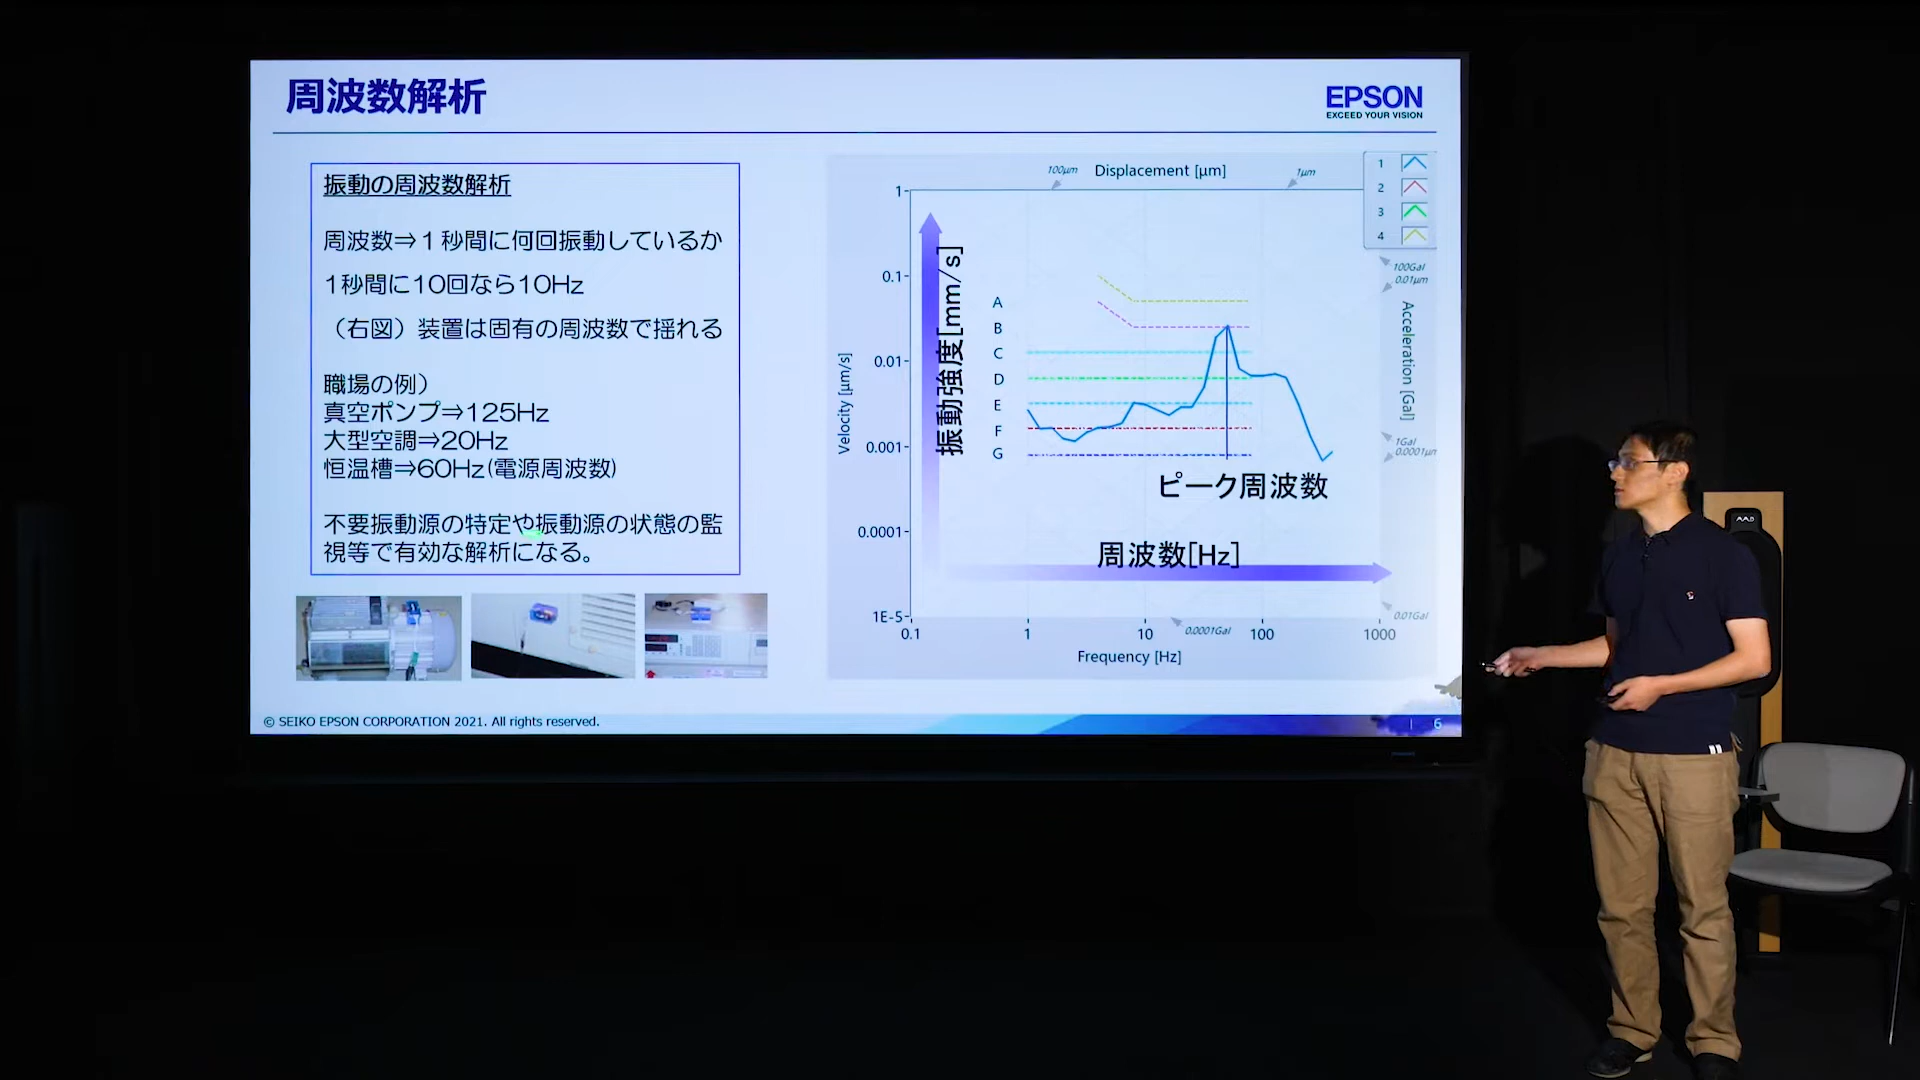 周波数解析
EPSON
EXCEED YOUR VISION
振動の周波数解析
周波数⇒1秒間に何回振動しているか
1秒間に10回なら10Hz
（右図）装置は固有の周波数で揺れる
職場の例）
真空ポンプ⇒125Hz
大型空調⇒20Hz
恒温槽⇒60Hz(電源周波数)
不要振動源の特定や振動源の状態の監
視等で有効な解析になる。
100μm
Displacement [μm]
1μm
1
2
3
4
1
0.1
0.01
0.001
0.0001
1E-5
Velocity [μm/s]
振動強度[mm/s]
A
B
C
D
E
F
G
ピーク周波数
周波数[Hz]
100Gal
0.01μm
Acceleration [Gal]
1Gal
0.0001μm
0.01Gal
0.0001Gal
0.1
1
10
100
1000
Frequency [Hz]
© SEIKO EPSON CORPORATION 2021. All rights reserved.
6